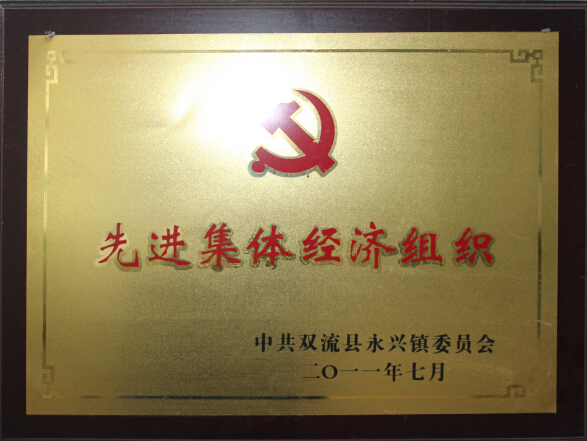 先进集体经济组织
中共双流县永兴镇委员会
二〇一一年七月